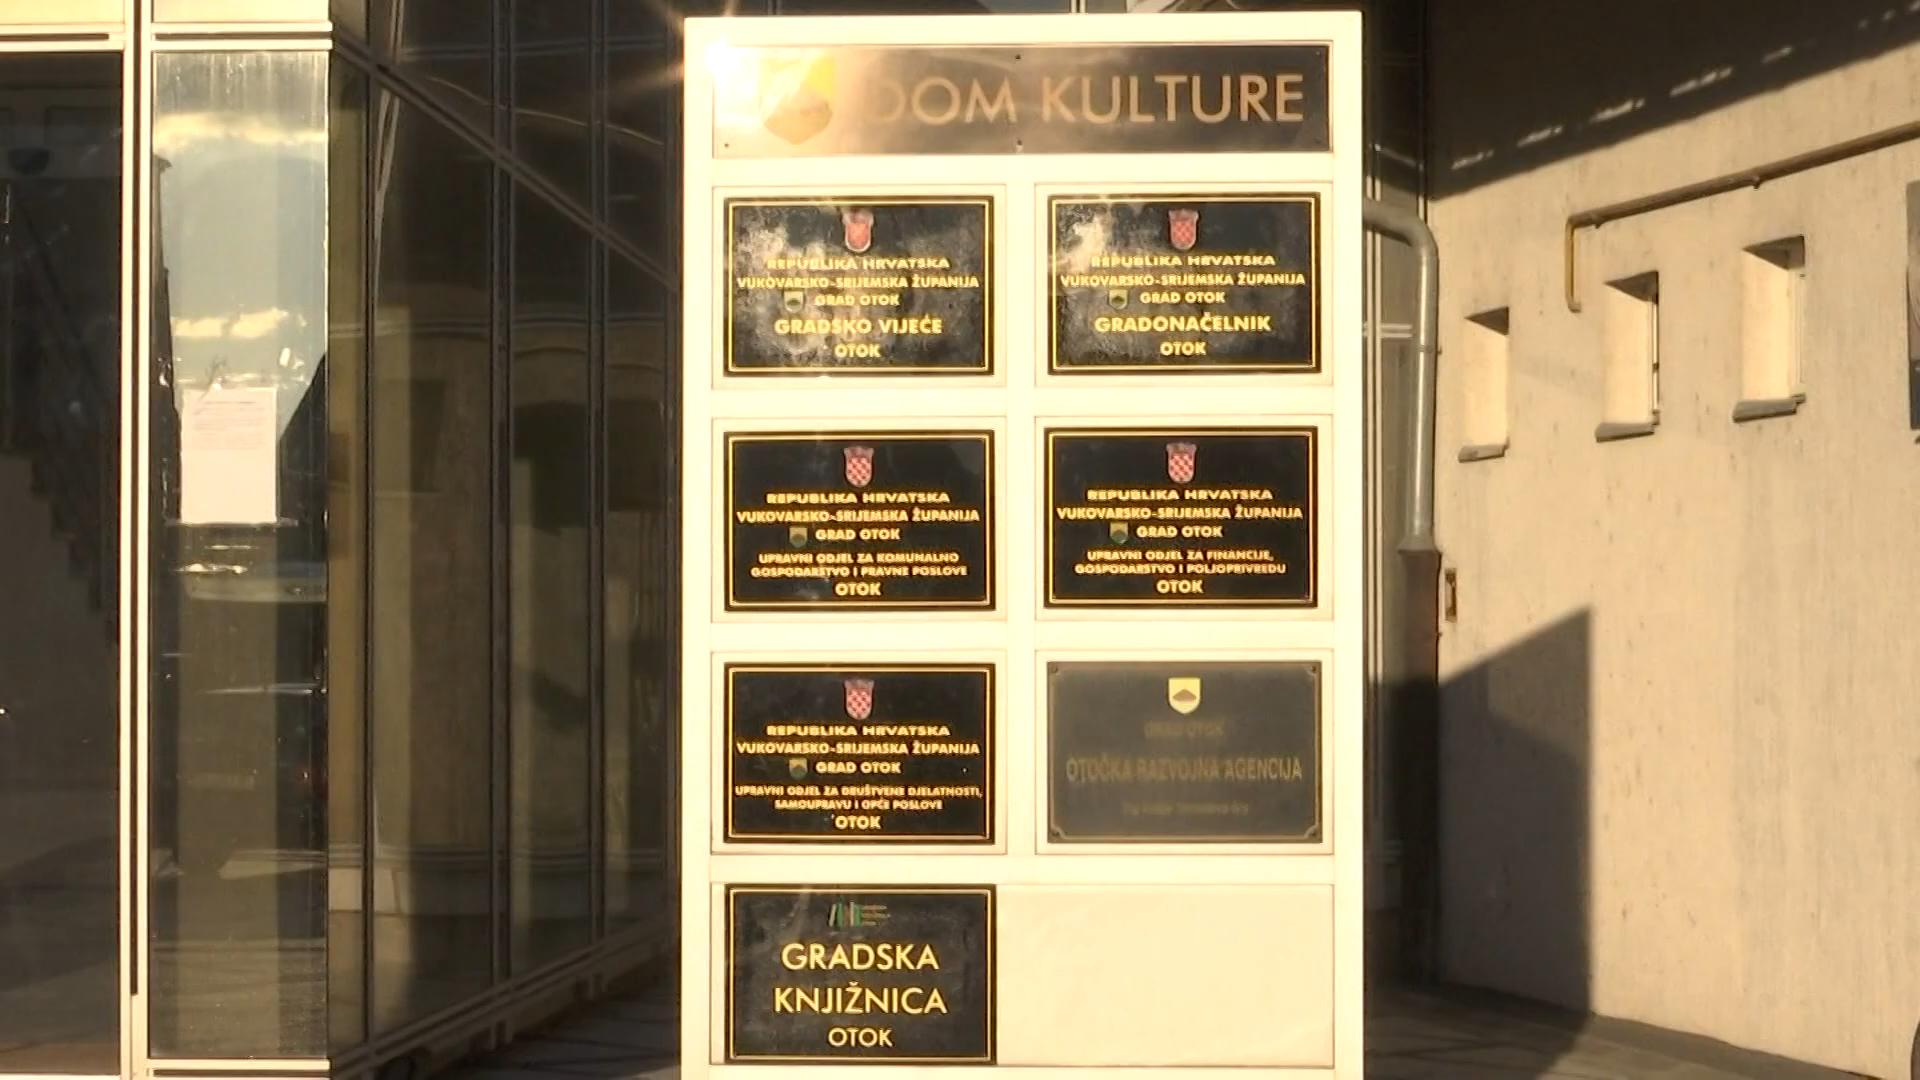 DOM KULTURE
REPUBLIKA HRVATSKA
VUKOVARSKO-SRIJEMSKA ŽUPANIJA
GRAD OTOK
GRADSKO VIJEĆE
OTOK
REPUBLIKA HRVATSKA
VUKOVARSKO-SRIJEMSKA ŽUPANIJA
GRAD OTOK
GRADONAČELNIK
OTOK
REPUBLIKA HRVATSKA
VUKOVARSKO-SRIJEMSKA ŽUPANIJA
GRAD OTOK
UPRAVNI ODJEL ZA KOMUNALNO
GOSPODARSTVO I PRAVNE POSLOVE
OTOK
REPUBLIKA HRVATSKA
VUKOVARSKO-SRIJEMSKA ŽUPANIJA
GRAD OTOK
UPRAVNI ODJEL ZA FINANCIJE,
GOSPODARSTVO I POLJOPRIVREDU
OTOK
REPUBLIKA HRVATSKA
VUKOVARSKO-SRIJEMSKA ŽUPANIJA
GRAD OTOK
UPRAVNI ODJEL ZA DRUŠTVENE DJELATNOSTI,
SAMOUPRAVU I OPĆE POSLOVE
OTOK
GRAD OTOK
OTOČKA RAZVOJNA AGENCIJA
GRADSKA
KNJIŽNICA
OTOK